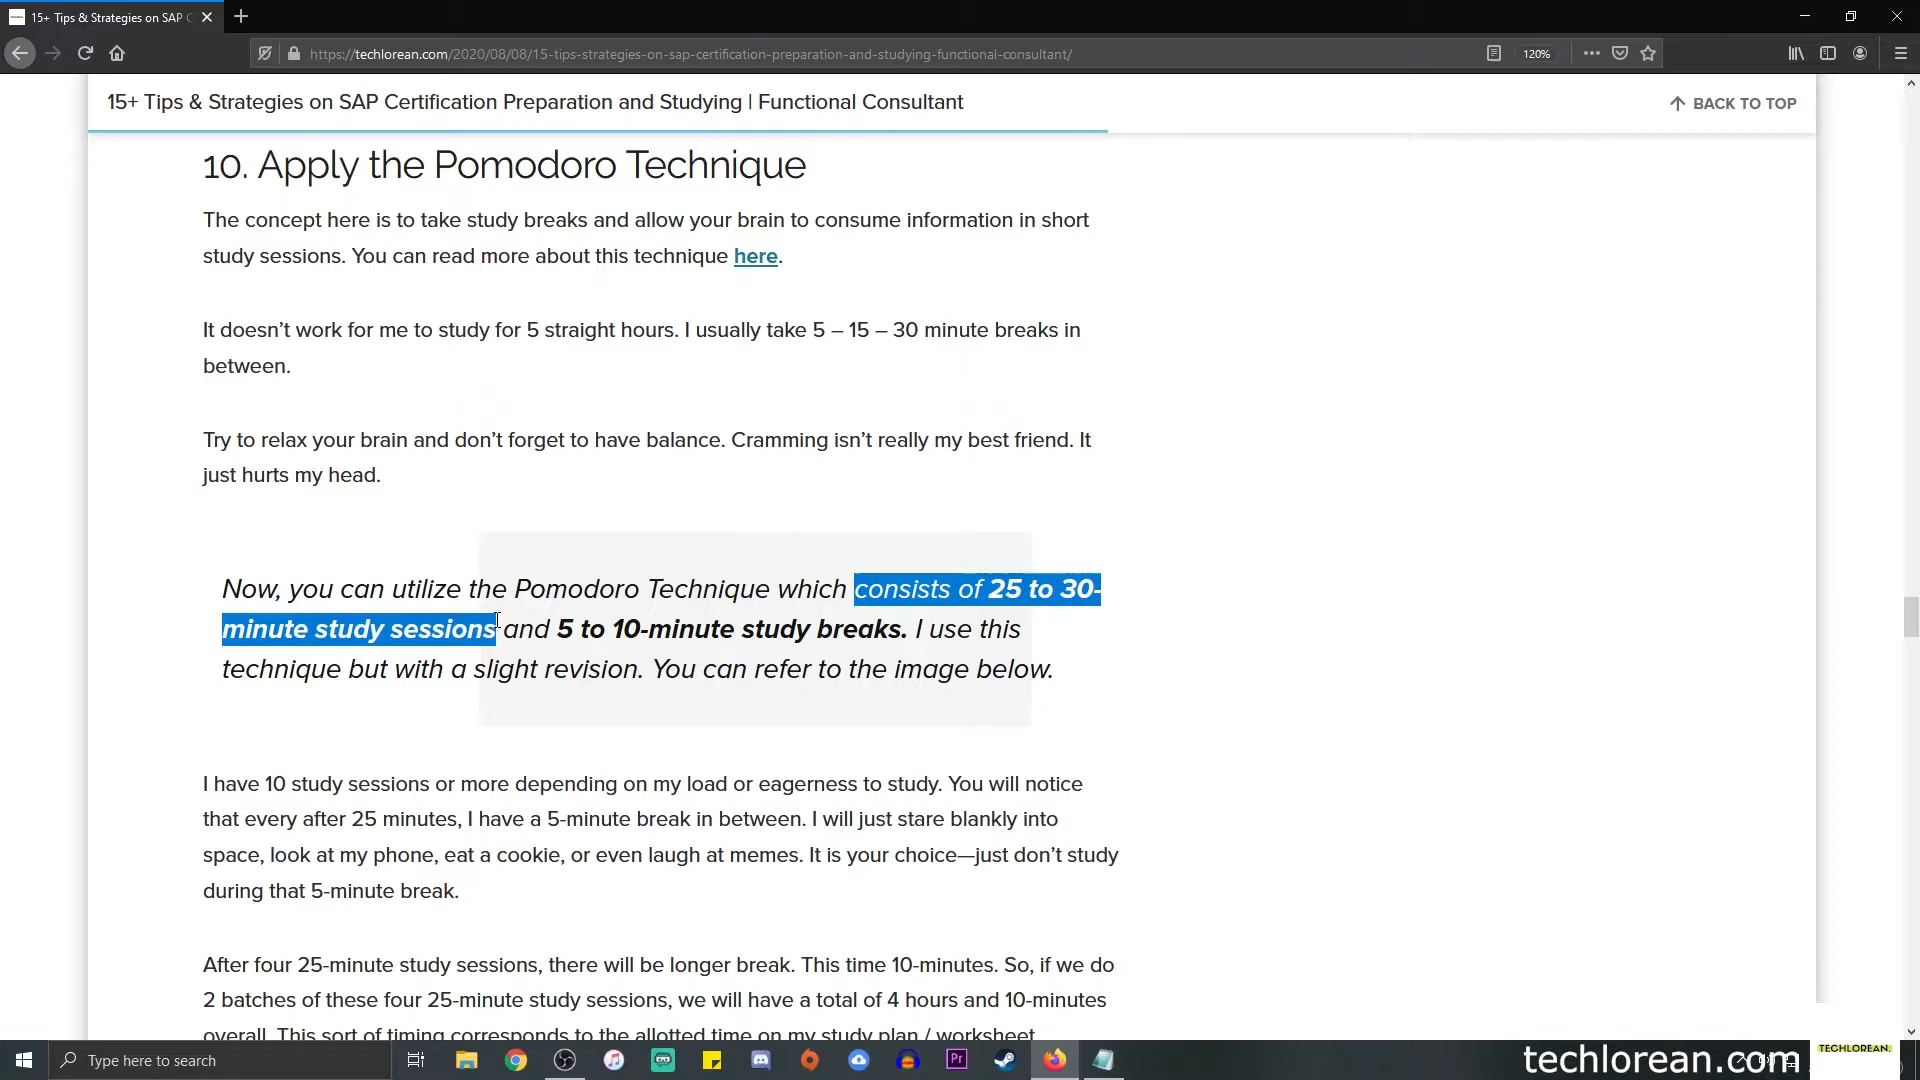 15+ Tips & Strategies on SAP C
https://techlorean.com/2020/08/08/15-tips-strategies-on-sap-certification-preparation-and-studying-functional-consultant/
120%
15+ Tips & Strategies on SAP Certification Preparation and Studying | Functional Consultant
BACK TO TOP
10. Apply the Pomodoro Technique
The concept here is to take study breaks and allow your brain to consume information in short
study sessions. You can read more about this technique here.
It doesn’t work for me to study for 5 straight hours. I usually take 5 – 15 – 30 minute breaks in
between.
Try to relax your brain and don’t forget to have balance. Cramming isn’t really my best friend. It
just hurts my head.
Now, you can utilize the Pomodoro Technique which consists of 25 to 30-
minute study sessions and 5 to 10-minute study breaks. I use this
technique but with a slight revision. You can refer to the image below.
I have 10 study sessions or more depending on my load or eagerness to study. You will notice
that every after 25 minutes, I have a 5-minute break in between. I will just stare blankly into
space, look at my phone, eat a cookie, or even laugh at memes. It is your choice—just don’t study
during that 5-minute break.
After four 25-minute study sessions, there will be longer break. This time 10-minutes. So, if we do
2 batches of these four 25-minute study sessions, we will have a total of 4 hours and 10-minutes
overall. This sort of timing corresponds to the allotted time on my study plan / worksheet
Type here to search
Pr
techlorean.com
TECHLOREAN.